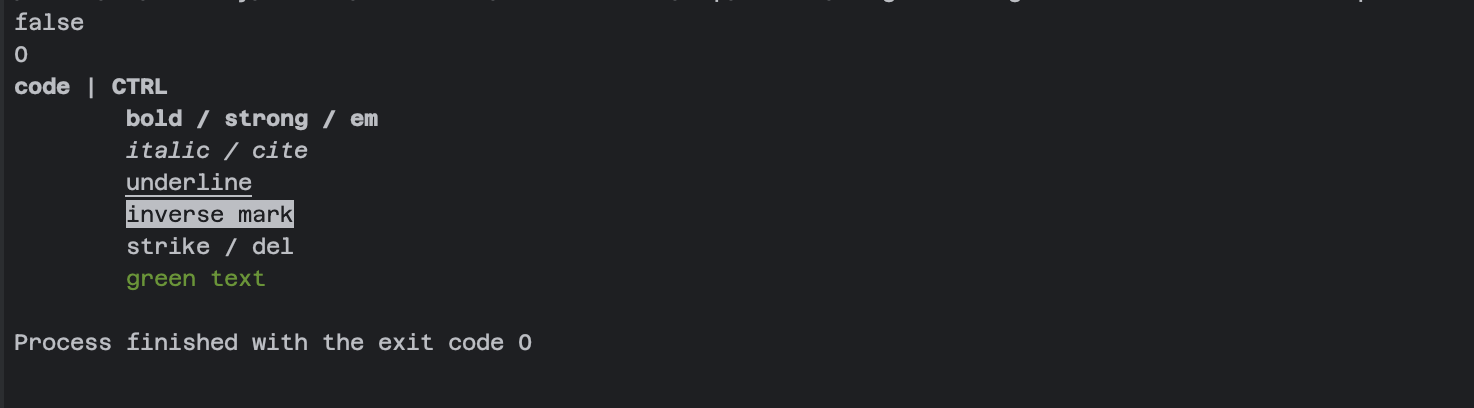 false
0
code | CTRL
bold / strong / em
italic / cite
underline
inverse mark
strike / del
green text
Process finished with the exit code 0